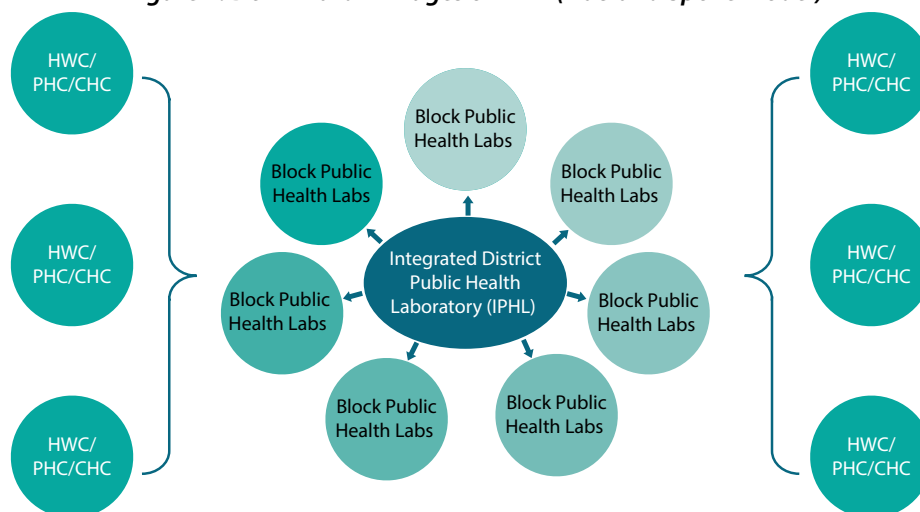 HWC/
PHC/CHC
HWC/
PHC/CHC
HWC/
PHC/CHC
Block Public
Health Labs
Block Public
Health Labs
Block Public
Health Labs
Block Public
Health Labs
Block Public
Health Labs
Block Public
Health Labs
Block Public
Health Labs
Integrated District
Public Health
Laboratory (IPHL)
HWC/
PHC/CHC
HWC/
PHC/CHC
HWC/
PHC/CHC